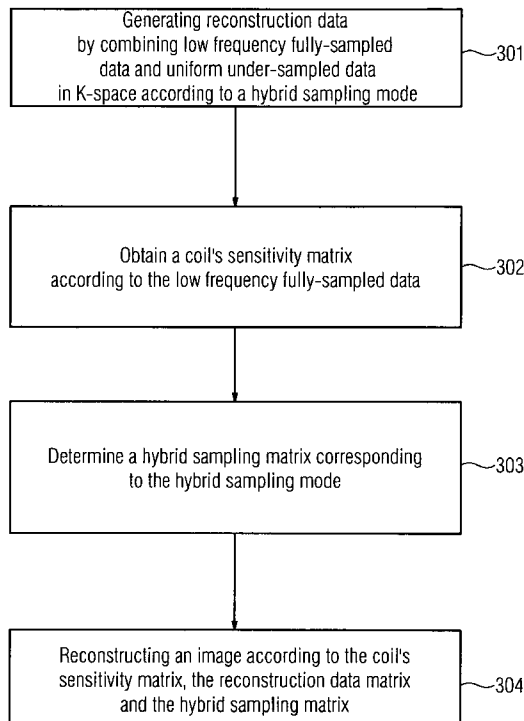 Generating reconstruction data
by combining low frequency fully-sampled
data and uniform under-sampled data
in K-space according to a hybrid sampling mode
301
Obtain a coil's sensitivity matrix
according to the low frequency fully-sampled data
302
Determine a hybrid sampling matrix corresponding
to the hybrid sampling mode
303
Reconstructing an image according to the coil's
sensitivity matrix, the reconstruction data matrix
and the hybrid sampling matrix
304